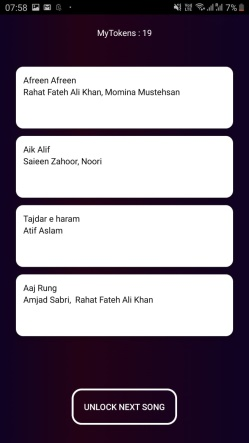 07:58 7%
MyTokens : 19
Afreen Afreen
Rahat Fateh Ali Khan, Momina Mustehsan
Aik Alif
Saieen Zahoor, Noori
Tajdar e haram
Atif Aslam
Aaj Rung
Amjad Sabri,  Rahat Fateh Ali Khan
UNLOCK NEXT SONG